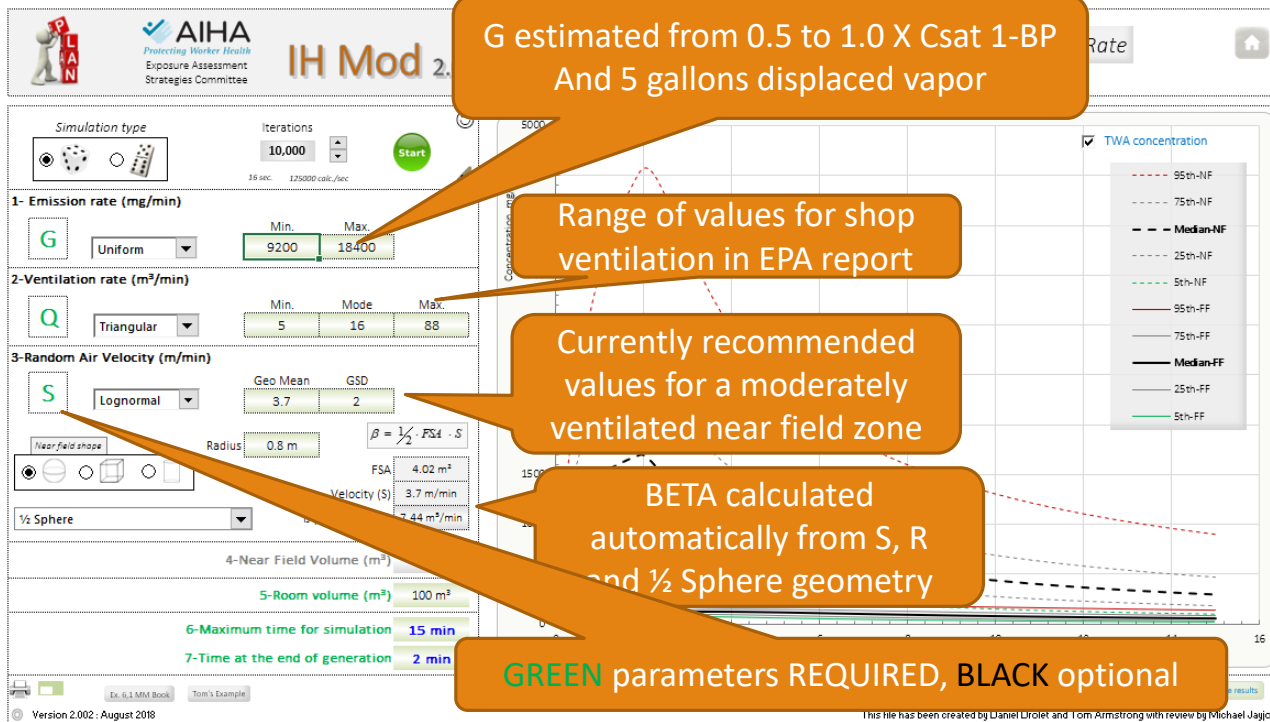 PLAN
AIHA
Protecting Worker Health
Exposure Assessment
Strategies Committee
IH Mod 2.
Rate
G estimated from 0.5 to 1.0 X Csat 1-BP
And 5 gallons displaced vapor
Simulation type
Iterations
10,000
Start
16 sec. 125000 calc./sec
1- Emission rate (mg/min)
G
Uniform
Min. Max.
9200 18400
2-Ventilation rate (m³/min)
Q
Triangular
Min. Mode Max.
5 16 88
3-Random Air Velocity (m/min)
S
Lognormal
Geo Mean GSD
3.7 2
Near field shape
Radius 0.8 m
β = ½ · FSA · S
FSA 4.02 m²
Velocity (S) 3.7 m/min
7.44 m³/min
½ Sphere
4-Near Field Volume (m³)
5-Room volume (m³) 100 m³
6-Maximum time for simulation 15 min
7-Time at the end of generation 2 min
Ex. 6,1 MM Book Tom's Example
Version 2.002 : August 2018
Range of values for shop
ventilation in EPA report
Currently recommended
values for a moderately
ventilated near field zone
BETA calculated
automatically from S, R
and ½ Sphere geometry
GREEN parameters REQUIRED, BLACK optional
5000
0
16
TWA concentration
95th-NF
75th-NF
Median-NF
25th-NF
5th-NF
95th-FF
75th-FF
Median-FF
25th-FF
5th-FF
results
This file has been created by Daniel Drolet and Tom Armstrong with review by Michael Jayjo